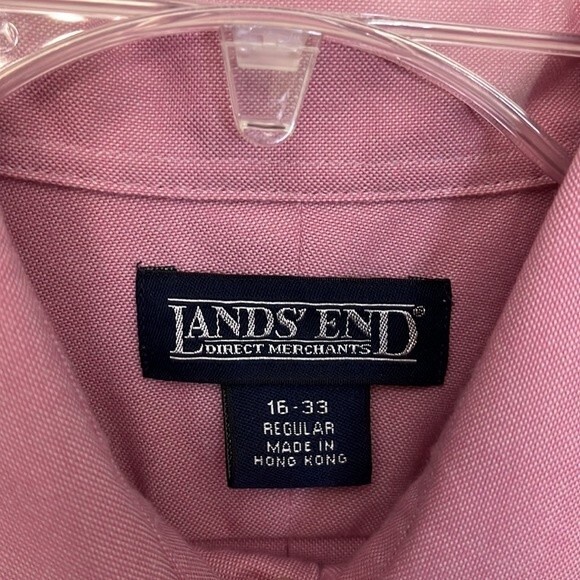 LANDS' END®
DIRECT MERCHANTS
16-33
REGULAR
MADE IN
HONG KONG